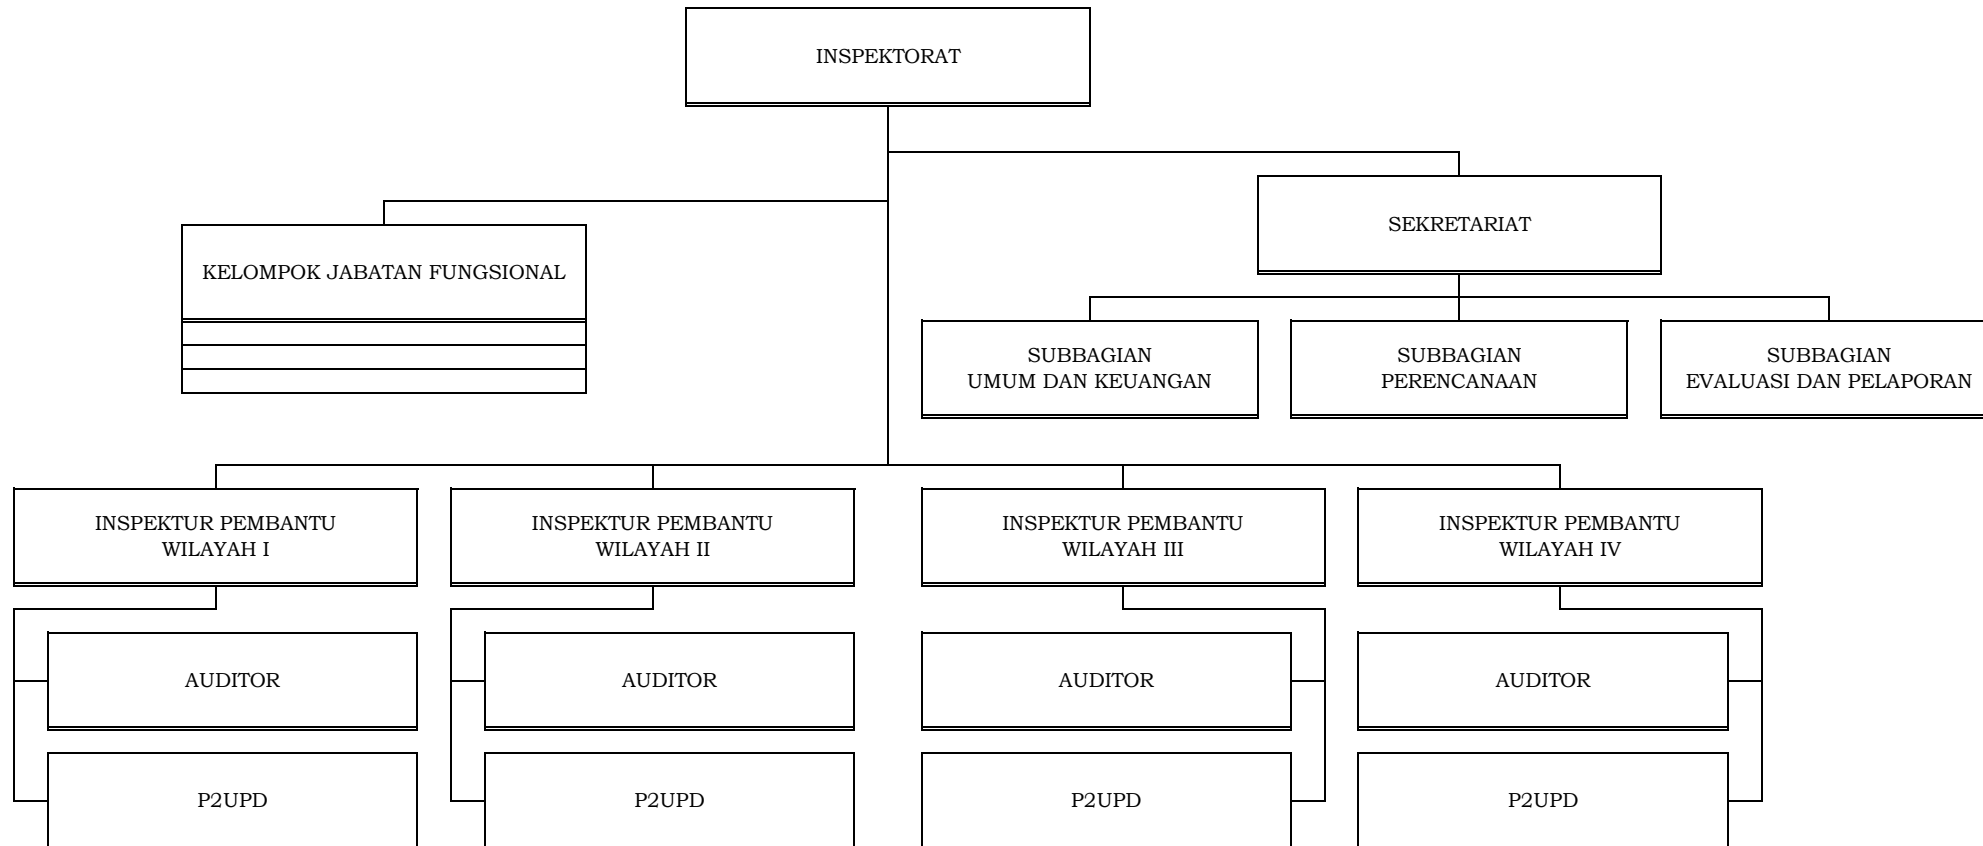 INSPEKTORAT
SEKRETARIAT
KELOMPOK JABATAN FUNGSIONAL
SUBBAGIAN
UMUM DAN KEUANGAN
SUBBAGIAN
PERENCANAAN
SUBBAGIAN
EVALUASI DAN PELAPORAN
INSPEKTUR PEMBANTU
WILAYAH I
INSPEKTUR PEMBANTU
WILAYAH II
INSPEKTUR PEMBANTU
WILAYAH III
INSPEKTUR PEMBANTU
WILAYAH IV
AUDITOR
AUDITOR
AUDITOR
AUDITOR
P2UPD
P2UPD
P2UPD
P2UPD